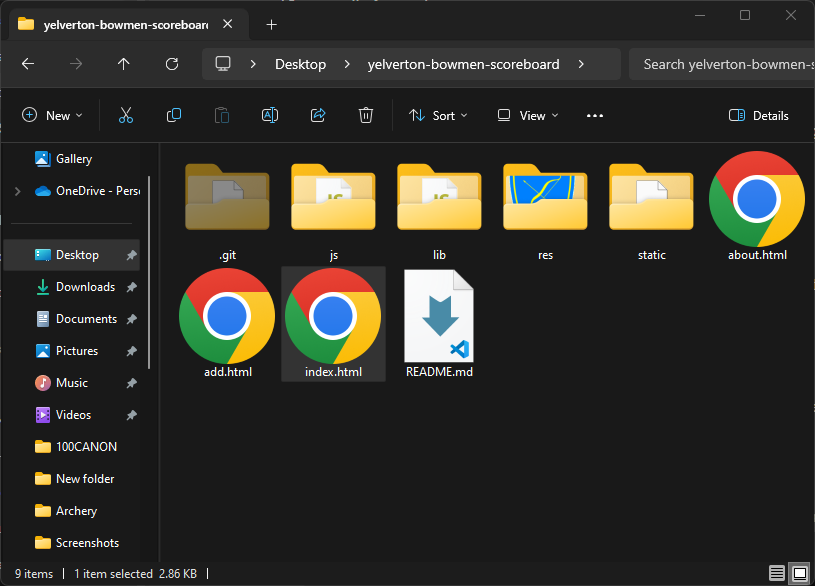 yelverton-bowmen-scoreboard
Desktop
yelverton-bowmen-scoreboard
Search yelverton-bowmen-s
New
Sort
View
Details
Gallery
OneDrive - Perso
Desktop
Downloads
Documents
Pictures
Music
Videos
100CANON
New folder
Archery
Screenshots
.git
js
lib
res
static
about.html
add.html
index.html
README.md
9 items
1 item selected 2.86 KB